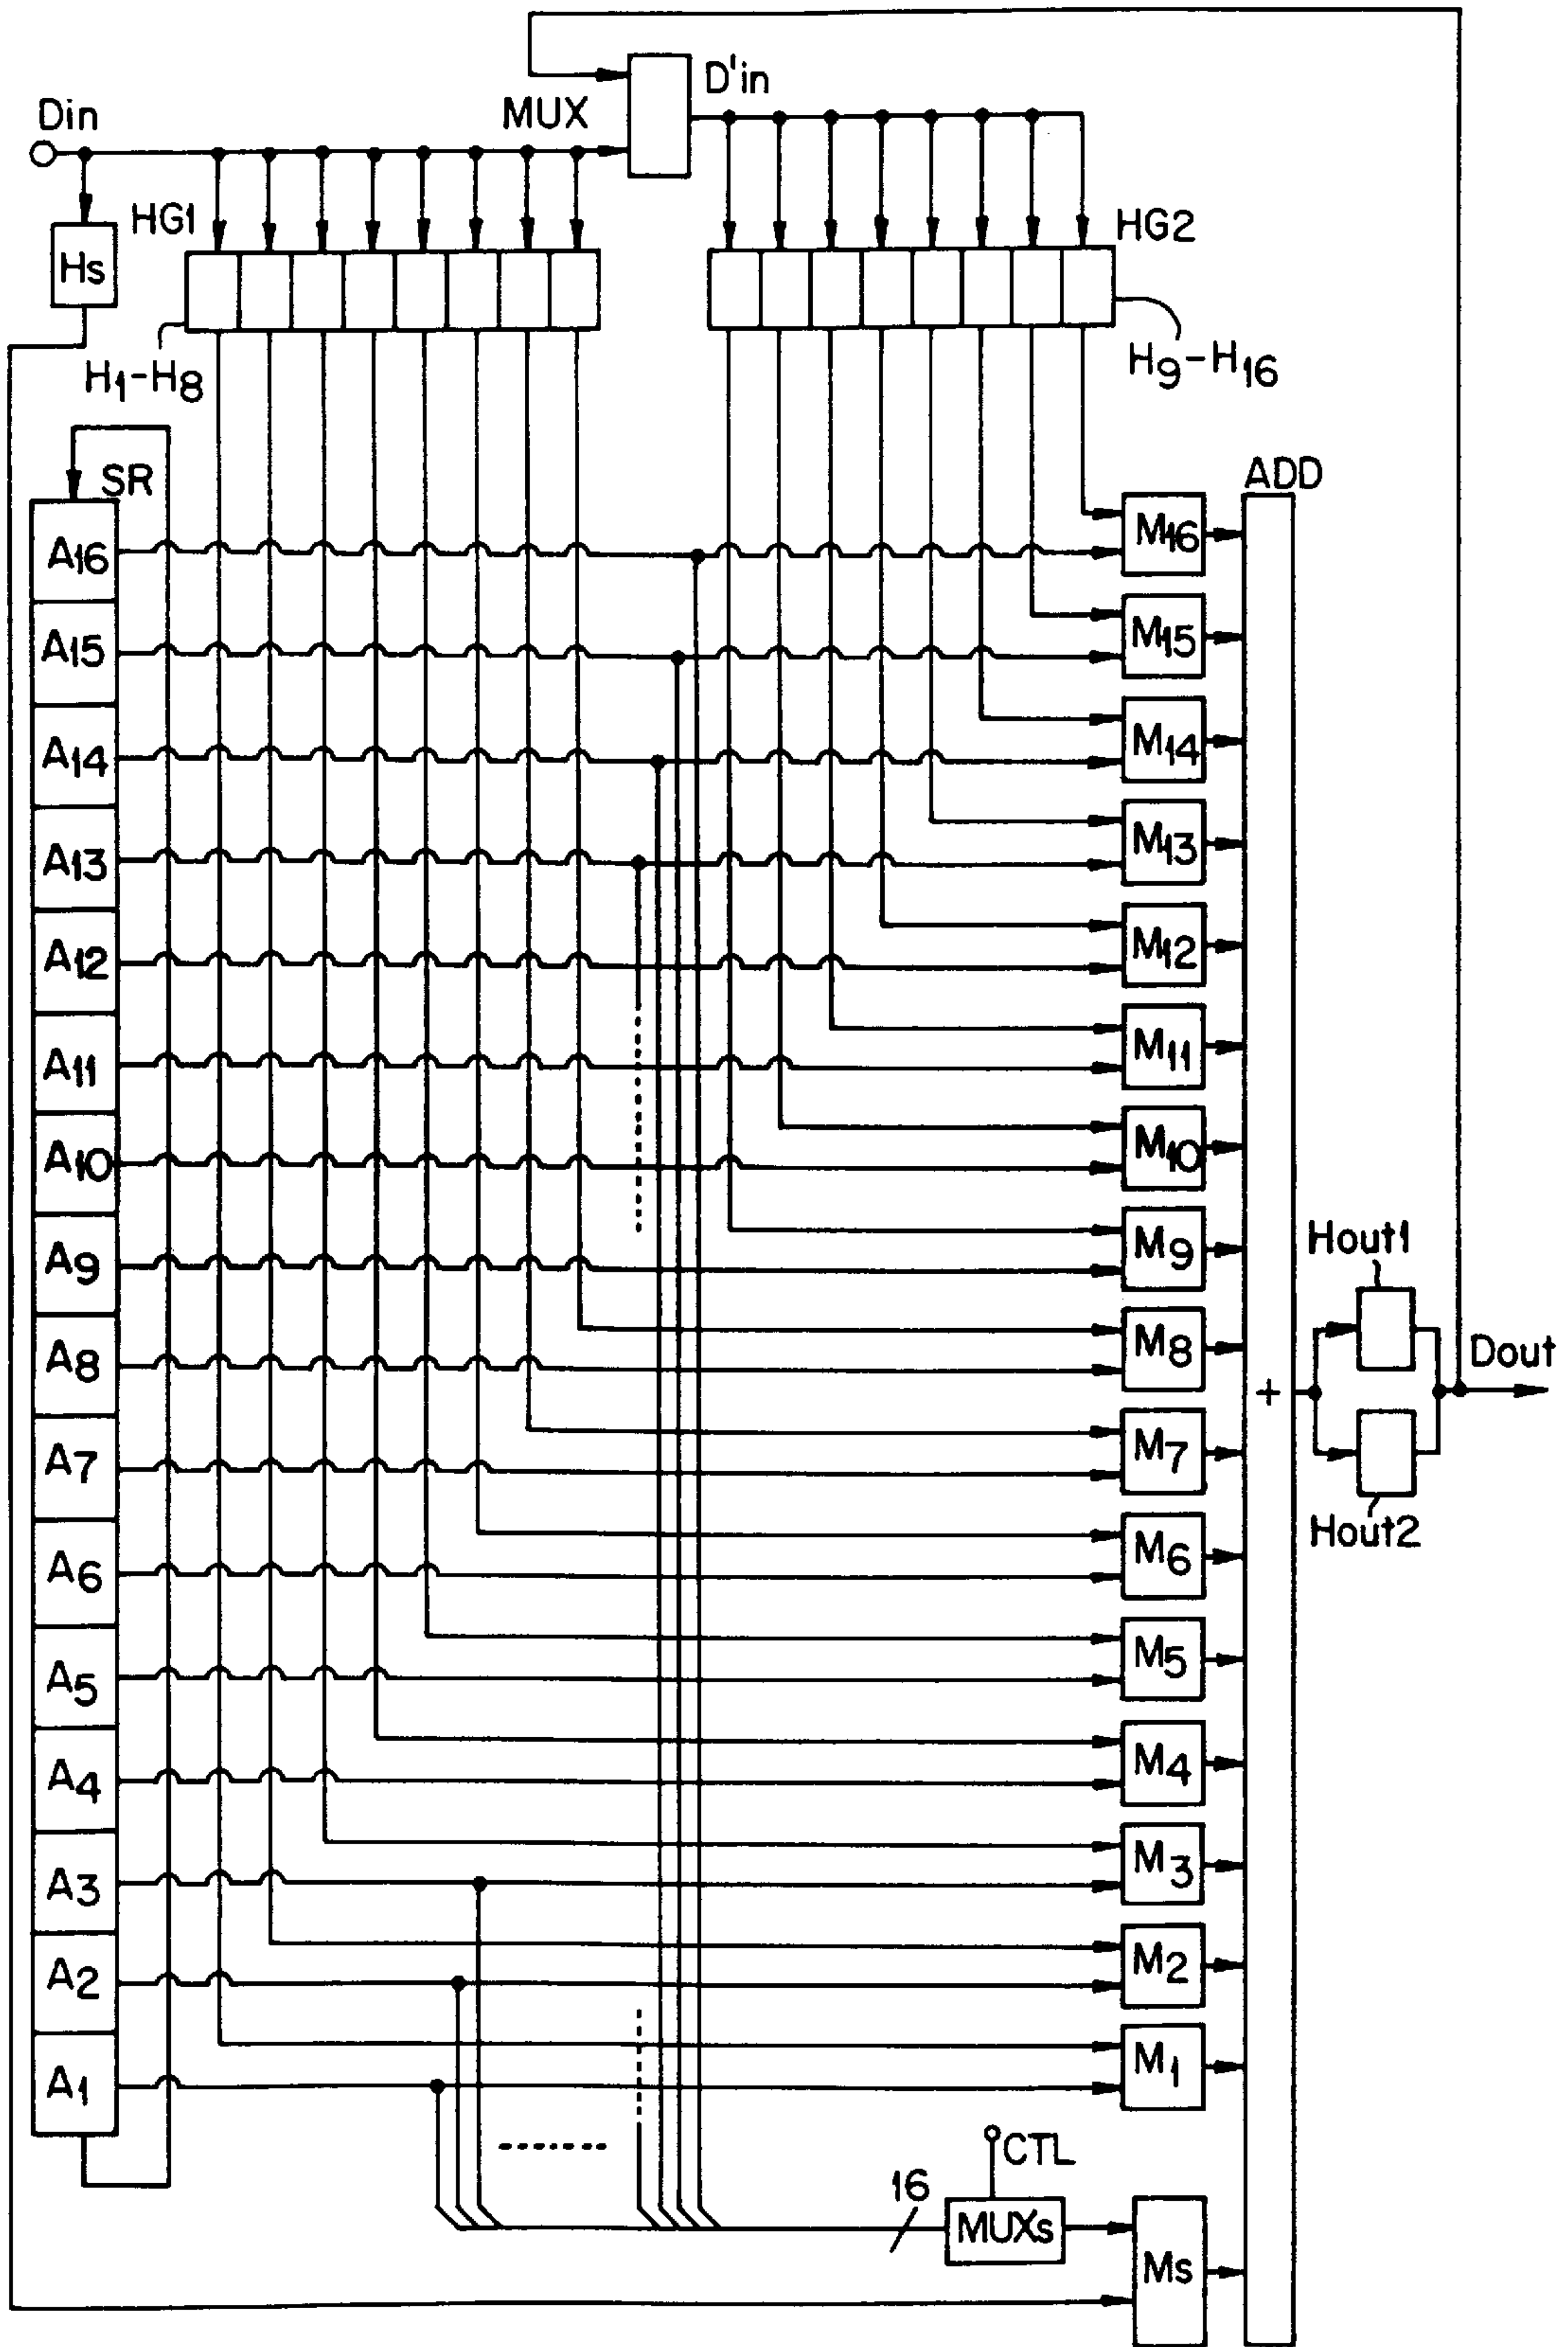 D'in
MUX
Din
HG1
HG2
Hs
H1-H8
H9-H16
SR
ADD
A16
M16
A15
M15
A14
M14
A13
M13
A12
M12
A11
M11
A10
M10
A9
M9
Hout1
A8
M8
Dout
+
A7
M7
Hout2
A6
M6
A5
M5
A4
M4
A3
M3
A2
M2
A1
M1
CTL
16
MUXs
Ms